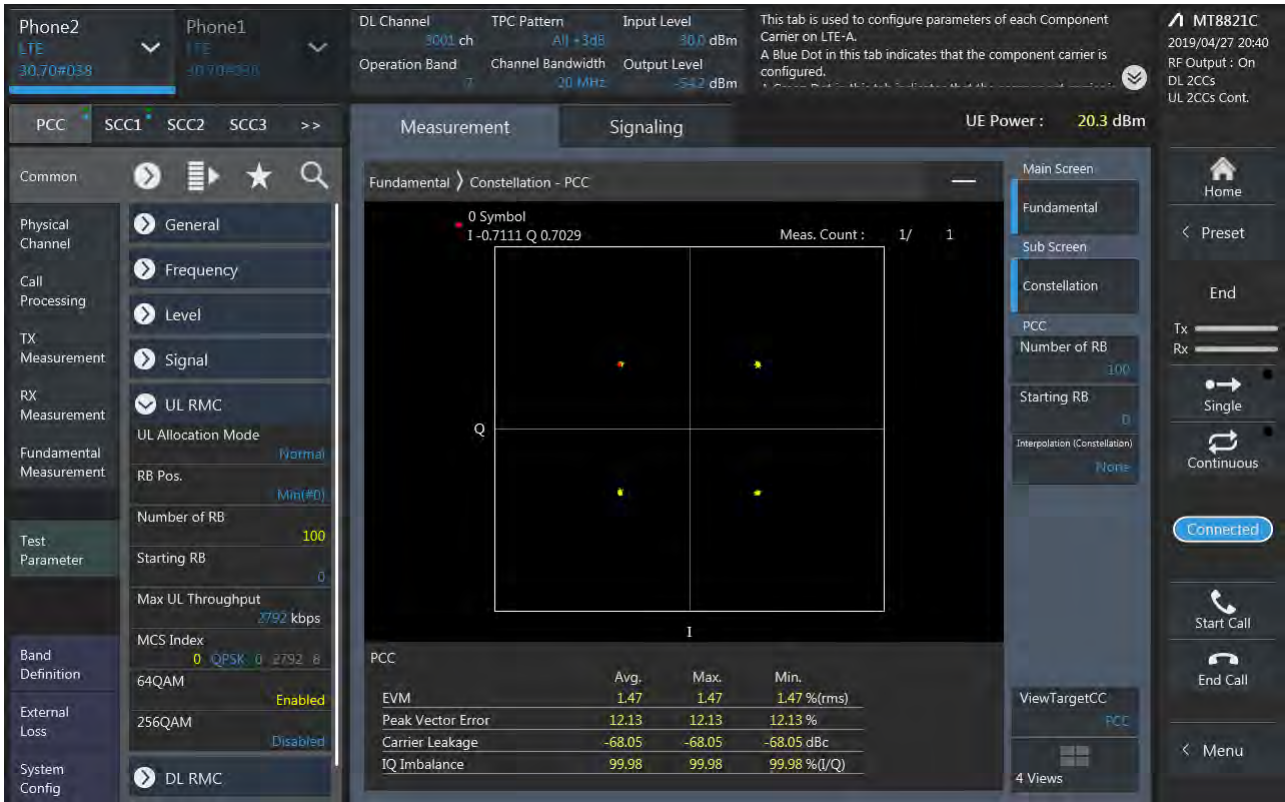 Phone2
LTE
30.70#038
Phone1
LTE
30.70#038
DL Channel
3001 ch
TPC Pattern
All +3dB
Input Level
30.0 dBm
Operation Band
7
Channel Bandwidth
20 MHz
Output Level
-54.2 dBm
This tab is used to configure parameters of each Component
Carrier on LTE-A.
A Blue Dot in this tab indicates that the component carrier is
configured.
MT8821C
2019/04/27 20:40
RF Output : On
DL 2CCs
UL 2CCs Cont.
PCC SCC1 SCC2 SCC3 >>
Measurement
Signaling
UE Power : 20.3 dBm
Common
Physical
Channel
Call
Processing
TX
Measurement
RX
Measurement
Fundamental
Measurement
Test
Parameter
Band
Definition
External
Loss
System
Config
General
Frequency
Level
Signal
UL RMC
UL Allocation Mode
Normal
RB Pos.
Min(#0)
Number of RB
100
Starting RB
0
Max UL Throughput
2792 kbps
MCS Index
0 QPSK 0 2792 8
64QAM
Enabled
256QAM
Disabled
DL RMC
Fundamental ⟩ Constellation - PCC
0 Symbol
I -0.7111 Q 0.7029
Meas. Count : 1/ 1
Q
I
PCC
Avg. Max. Min.
EVM 1.47 1.47 1.47 %(rms)
Peak Vector Error 12.13 12.13 12.13 %
Carrier Leakage -68.05 -68.05 -68.05 dBc
IQ Imbalance 99.98 99.98 99.98 %(I/Q)
Main Screen
Fundamental
Sub Screen
Constellation
PCC
Number of RB
100
Starting RB
0
Interpolation (Constellation)
None
ViewTargetCC
PCC
4 Views
Home
< Preset
End
Tx
Rx
Single
Continuous
Connected
Start Call
End Call
< Menu